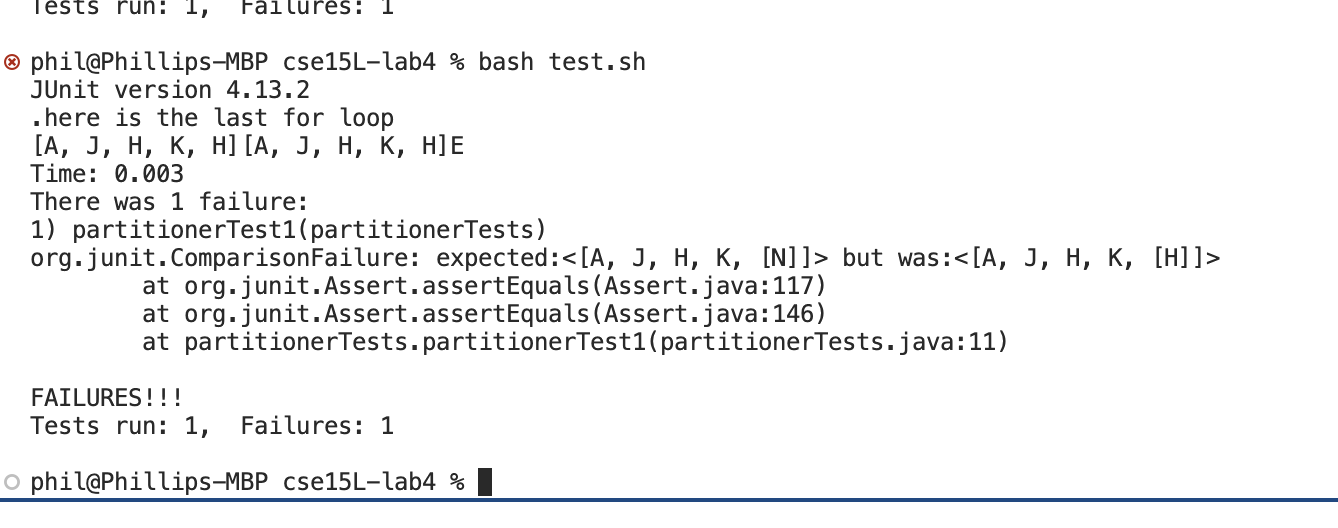 Tests run: 1,  Failures: 1
phil@Phillips-MBP cse15L-lab4 % bash test.sh
JUnit version 4.13.2
.here is the last for loop
[A, J, H, K, H][A, J, H, K, H]E
Time: 0.003
There was 1 failure:
1) partitionerTest1(partitionerTests)
org.junit.ComparisonFailure: expected:<[A, J, H, K, [N]]> but was:<[A, J, H, K, [H]]>
        at org.junit.Assert.assertEquals(Assert.java:117)
        at org.junit.Assert.assertEquals(Assert.java:146)
        at partitionerTests.partitionerTest1(partitionerTests.java:11)
FAILURES!!!
Tests run: 1,  Failures: 1
phil@Phillips-MBP cse15L-lab4 %